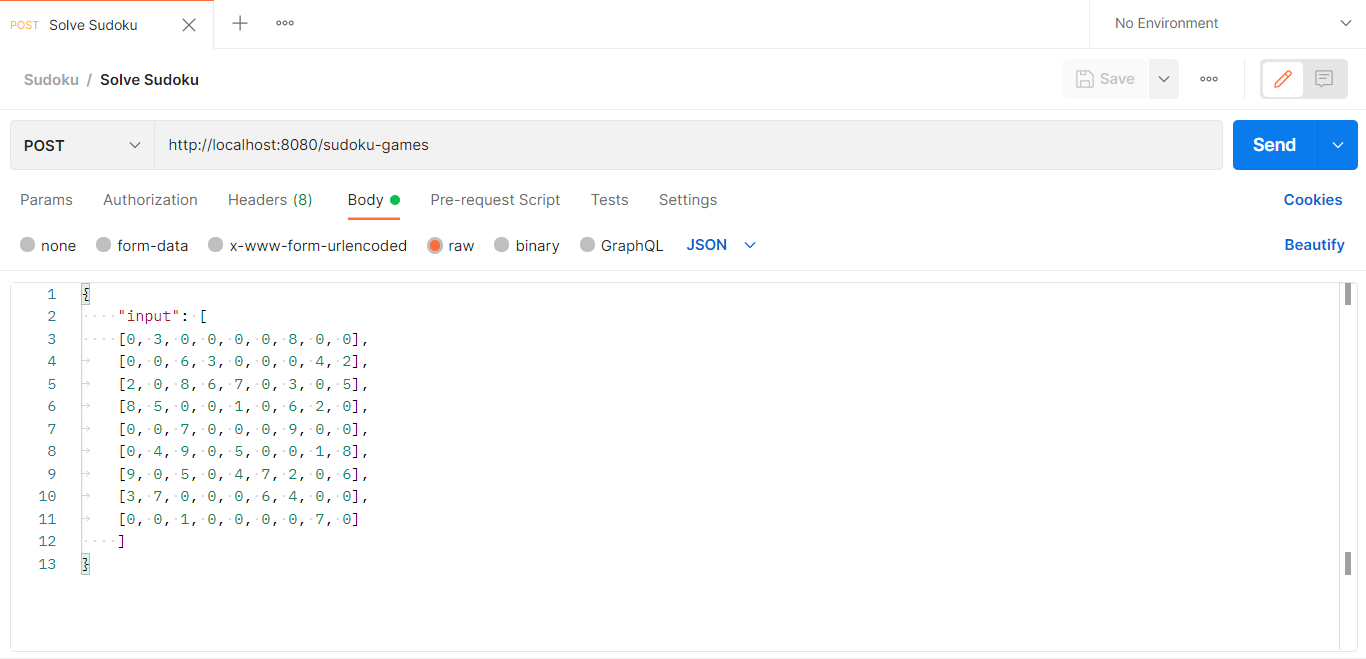 POST Solve Sudoku
No Environment
Sudoku / Solve Sudoku
Save
POST http://localhost:8080/sudoku-games
Send
Params Authorization Headers (8) Body Pre-request Script Tests Settings Cookies
none form-data x-www-form-urlencoded raw binary GraphQL JSON Beautify
1 {
2 "input": [
3 [0, 3, 0, 0, 0, 0, 8, 0, 0],
4 [0, 0, 6, 3, 0, 0, 0, 4, 2],
5 [2, 0, 8, 6, 7, 0, 3, 0, 5],
6 [8, 5, 0, 0, 1, 0, 6, 2, 0],
7 [0, 0, 7, 0, 0, 0, 9, 0, 0],
8 [0, 4, 9, 0, 5, 0, 0, 1, 8],
9 [9, 0, 5, 0, 4, 7, 2, 0, 6],
10 [3, 7, 0, 0, 0, 6, 4, 0, 0],
11 [0, 0, 1, 0, 0, 0, 0, 7, 0]
12 ]
13 }